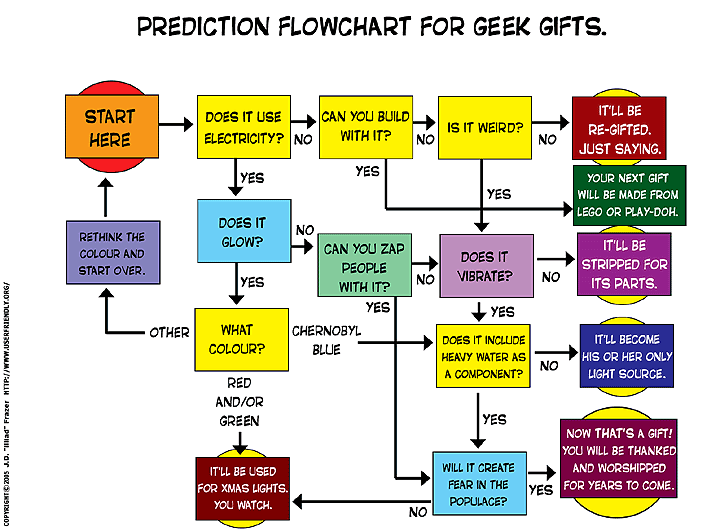 PREDICTION FLOWCHART FOR GEEK GIFTS.
START
HERE
DOES IT USE
ELECTRICITY?
NO
CAN YOU BUILD
WITH IT?
NO
IS IT WEIRD?
NO
IT'LL BE
RE-GIFTED.
JUST SAYING.
YES
YES
YES
YOUR NEXT GIFT
WILL BE MADE FROM
LEGO OR PLAY-DOH.
RETHINK THE
COLOUR AND
START OVER.
DOES IT
GLOW?
NO
CAN YOU ZAP
PEOPLE
WITH IT?
NO
DOES IT
VIBRATE?
NO
IT'LL BE
STRIPPED FOR
ITS PARTS.
YES
YES
YES
OTHER
WHAT
COLOUR?
CHERNOBYL
BLUE
DOES IT INCLUDE
HEAVY WATER AS
A COMPONENT?
NO
IT'LL BECOME
HIS OR HER ONLY
LIGHT SOURCE.
RED
AND/OR
GREEN
YES
IT'LL BE USED
FOR XMAS LIGHTS.
YOU WATCH.
NO
WILL IT CREATE
FEAR IN THE
POPULACE?
YES
NOW THAT'S A GIFT!
YOU WILL BE THANKED
AND WORSHIPPED
FOR YEARS TO COME.
COPYRIGHT©2005 J.D. "Illiad" Frazer HTTP://WWW.USERFRIENDLY.ORG/